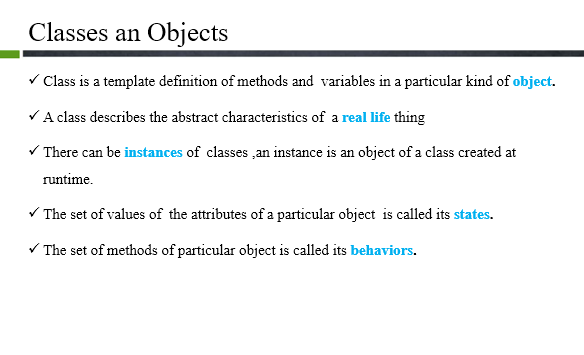 Classes an Objects
✓ Class is a template definition of methods and variables in a particular kind of object.
✓ A class describes the abstract characteristics of a real life thing
✓ There can be instances of classes ,an instance is an object of a class created at
runtime.
✓ The set of values of the attributes of a particular object is called its states.
✓ The set of methods of particular object is called its behaviors.